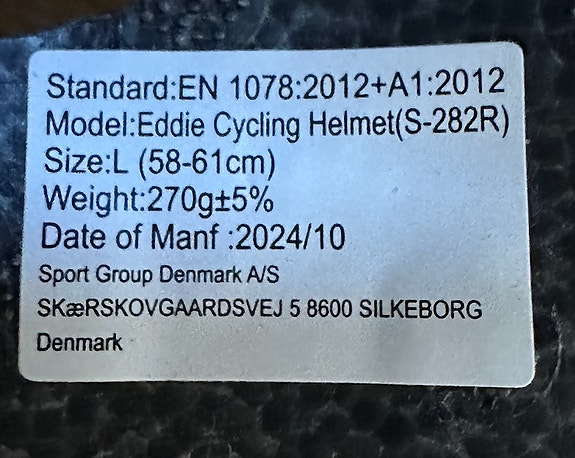 Standard:EN 1078:2012+A1:2012
Model:Eddie Cycling Helmet(S-282R)
Size:L (58-61cm)
Weight:270g±5%
Date of Manf :2024/10
Sport Group Denmark A/S
SKæRSKOVGAARDSVEJ 5 8600 SILKEBORG
Denmark